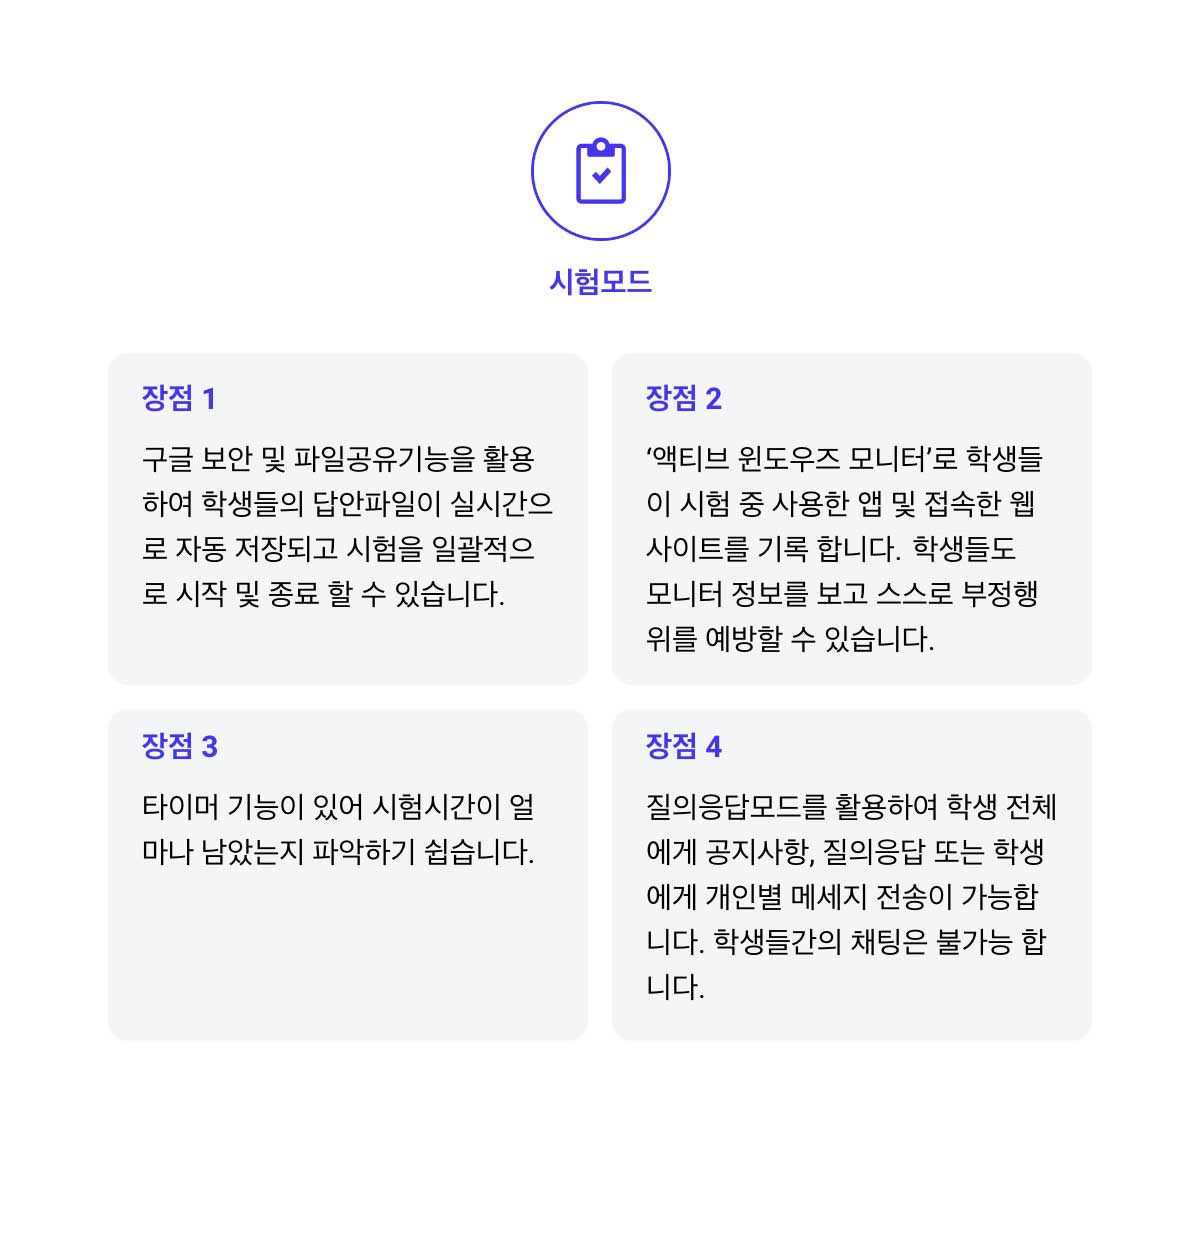 시험모드
장점 1
구글 보안 및 파일공유기능을 활용
하여 학생들의 답안파일이 실시간으
로 자동 저장되고 시험을 일괄적으
로 시작 및 종료 할 수 있습니다.
장점 2
‘액티브 윈도우즈 모니터’로 학생들
이 시험 중 사용한 앱 및 접속한 웹
사이트를 기록 합니다. 학생들도
모니터 정보를 보고 스스로 부정행
위를 예방할 수 있습니다.
장점 3
타이머 기능이 있어 시험시간이 얼
마나 남았는지 파악하기 쉽습니다.
장점 4
질의응답모드를 활용하여 학생 전체
에게 공지사항, 질의응답 또는 학생
에게 개인별 메세지 전송이 가능합
니다. 학생들간의 채팅은 불가능 합
니다.